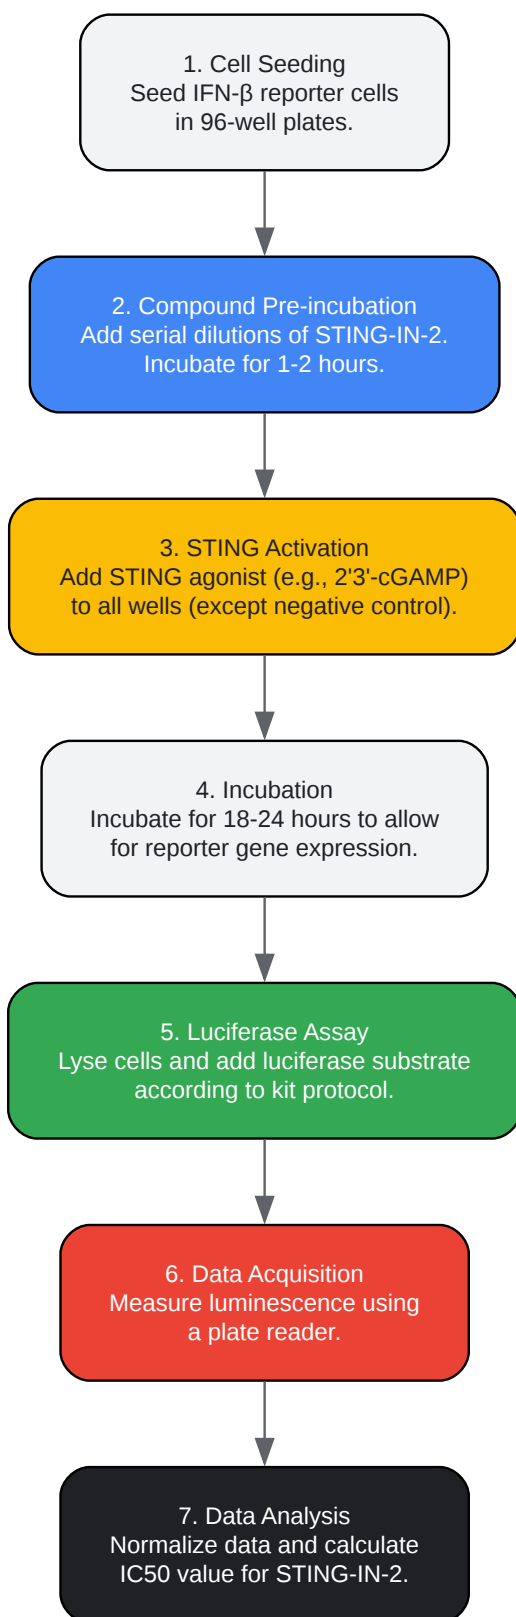 1. Cell Seeding
Seed IFN-β reporter cells
in 96-well plates.
2. Compound Pre-incubation
Add serial dilutions of STING-IN-2.
Incubate for 1-2 hours.
3. STING Activation
Add STING agonist (e.g., 2'3'-cGAMP)
to all wells (except negative control).
4. Incubation
Incubate for 18-24 hours to allow
for reporter gene expression.
5. Luciferase Assay
Lyse cells and add luciferase substrate
according to kit protocol.
6. Data Acquisition
Measure luminescence using
a plate reader.
7. Data Analysis
Normalize data and calculate
IC50 value for STING-IN-2.